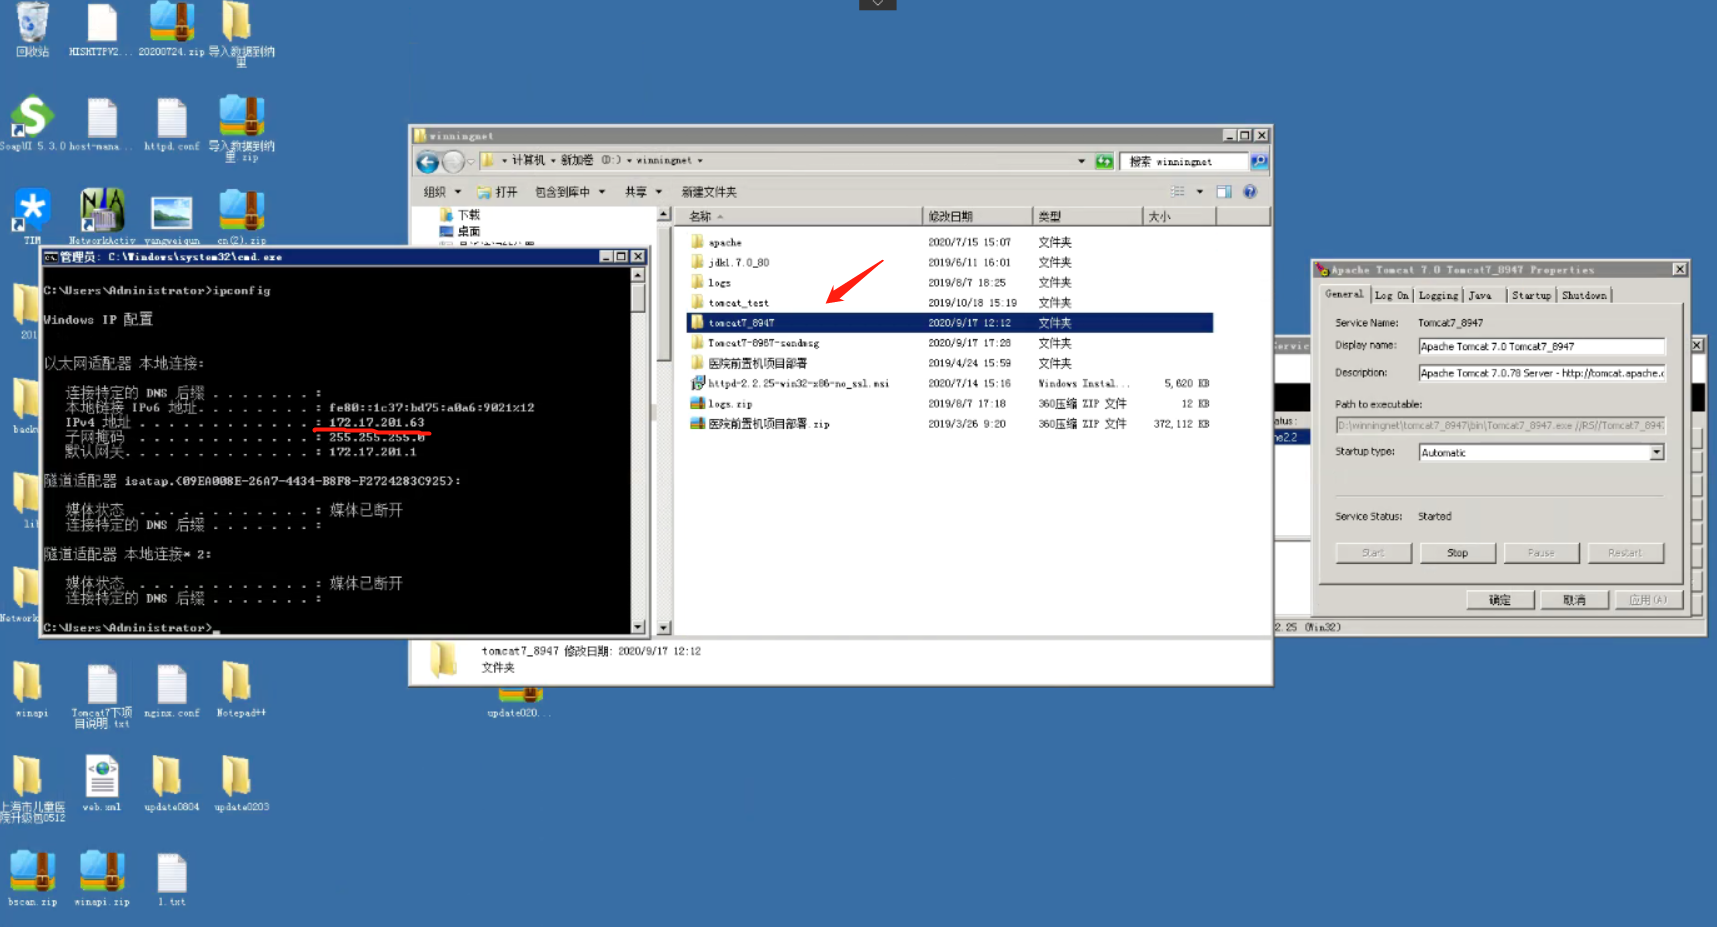 回收站
HISHITFV2...
20200724.zip
导入数据到纳
里
SoapUI 5.3.0
host-mana...
httpd.conf
导入数据到纳
里.zip
TIM
NetworkActiv
yangweiqun
cn(2).zip
201
backu
lib
Network
winapi
Tomcat7下项
目说明.txt
nginx.conf
Notepad++
上海市儿童医
院升级包0512
web.xml
update0804
update0203
bscan.zip
winapi.zip
1.txt
update020...
管理员: C:\Windows\system32\cmd.exe
C:\Users\Administrator>ipconfig
Windows IP 配置
以太网适配器 本地连接:
连接特定的 DNS 后缀 . . . . . . . :
本地链接 IPv6 地址. . . . . . . . : fe80::1c37:bd75:a0a6:9021%12
IPv4 地址 . . . . . . . . . . . . : 172.17.201.63
子网掩码 . . . . . . . . . . . . : 255.255.255.0
默认网关. . . . . . . . . . . . . : 172.17.201.1
隧道适配器 isatap.{09EA008E-26A7-4434-B8F8-F2724283C925}:
媒体状态 . . . . . . . . . . . . : 媒体已断开
连接特定的 DNS 后缀 . . . . . . . :
隧道适配器 本地连接* 2:
媒体状态 . . . . . . . . . . . . : 媒体已断开
连接特定的 DNS 后缀 . . . . . . . :
C:\Users\Administrator>_
winningnet
计算机 新加卷 (D:) winningnet
搜索 winningnet
组织 打开 包含到库中 共享 新建文件夹
下载
桌面
名称 修改日期 类型 大小
apache 2020/7/15 15:07 文件夹
jdk1.7.0_80 2019/6/11 16:01 文件夹
logs 2019/8/7 18:25 文件夹
tomcat_test 2019/10/18 15:19 文件夹
tomcat7_8947 2020/9/17 12:12 文件夹
Tomcat7-8987-sendmsg 2020/9/17 17:28 文件夹
医院前置机项目部署 2019/4/24 15:59 文件夹
httpd-2.2.25-win32-x86-no_ssl.msi 2020/7/14 15:16 Windows Instal... 5,620 KB
logs.zip 2019/8/7 17:18 360压缩 ZIP 文件 12 KB
医院前置机项目部署.zip 2019/3/26 9:20 360压缩 ZIP 文件 372,112 KB
tomcat7_8947 修改日期: 2020/9/17 12:12
文件夹
Apache Tomcat 7.0 Tomcat7_8947 Properties
General Log On Logging Java Startup Shutdown
Service Name: Tomcat7_8947
Display name: Apache Tomcat 7.0 Tomcat7_8947
Description: Apache Tomcat 7.0.78 Server - http://tomcat.apache.o
Path to executable:
D:\winningnet\tomcat7_8947\bin\Tomcat7_8947.exe //RS//Tomcat7_8947
Startup type: Automatic
Service Status: Started
Start Stop Pause Restart
确定 取消 应用(A)
Servic
atus:
he2.2
2.25 (Win32)